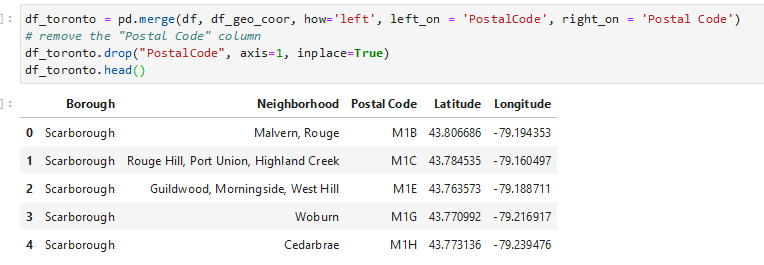 ]: df_toronto = pd.merge(df, df_geo_coor, how='left', left_on = 'PostalCode', right_on = 'Postal Code')
# remove the "Postal Code" column
df_toronto.drop("PostalCode", axis=1, inplace=True)
df_toronto.head()
]: Borough Neighborhood Postal Code Latitude Longitude
0 Scarborough Malvern, Rouge M1B 43.806686 -79.194353
1 Scarborough Rouge Hill, Port Union, Highland Creek M1C 43.784535 -79.160497
2 Scarborough Guildwood, Morningside, West Hill M1E 43.763573 -79.188711
3 Scarborough Woburn M1G 43.770992 -79.216917
4 Scarborough Cedarbrae M1H 43.773136 -79.239476